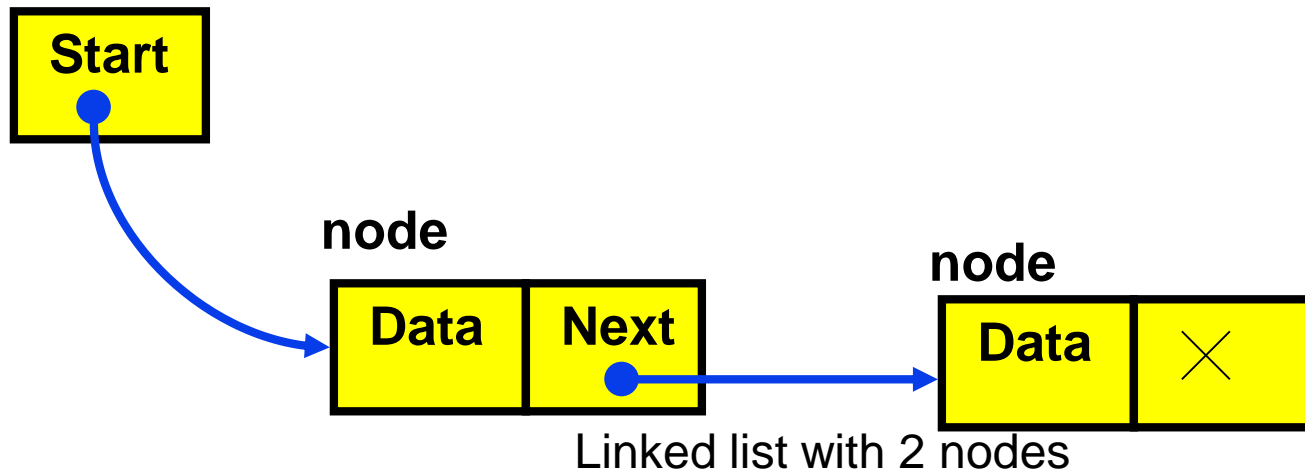 Start
node
node
Data Next
Data
Linked list with 2 nodes